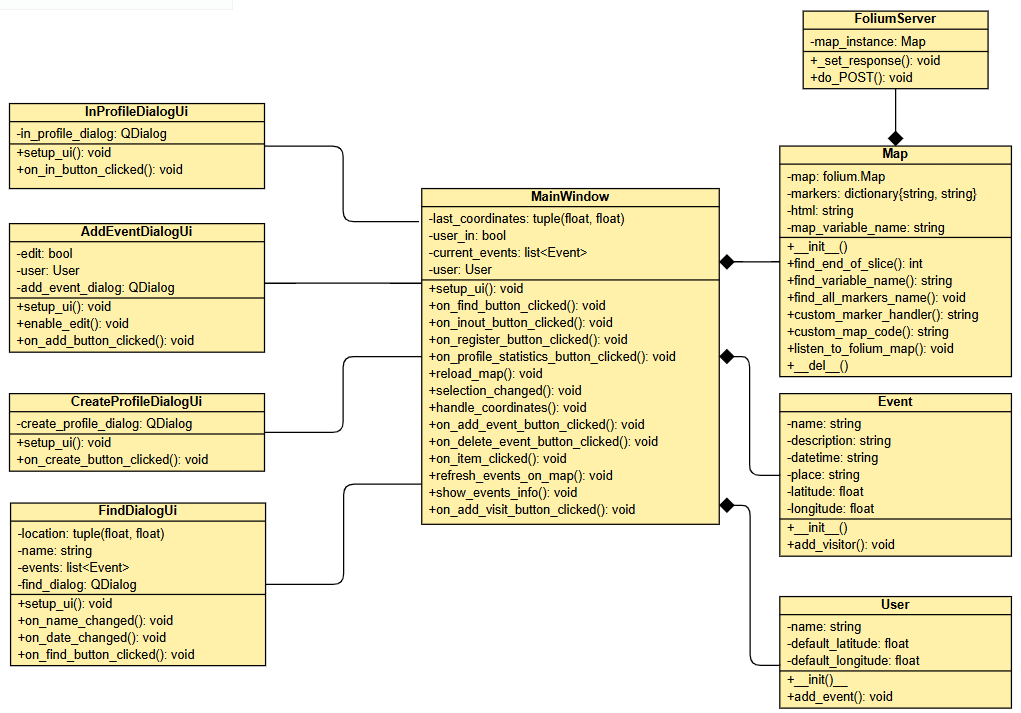 FoliumServer
-map_instance: Map
+_set_response(): void
+do_POST(): void
InProfileDialogUi
-in_profile_dialog: QDialog
+setup_ui(): void
+on_in_button_clicked(): void
AddEventDialogUi
-edit: bool
-user: User
-add_event_dialog: QDialog
+setup_ui(): void
+enable_edit(): void
+on_add_button_clicked(): void
CreateProfileDialogUi
-create_profile_dialog: QDialog
+setup_ui(): void
+on_create_button_clicked(): void
FindDialogUi
-location: tuple(float, float)
-name: string
-events: list<Event>
-find_dialog: QDialog
+setup_ui(): void
+on_name_changed(): void
+on_date_changed(): void
+on_find_button_clicked(): void
MainWindow
-last_coordinates: tuple(float, float)
-user_in: bool
-current_events: list<Event>
-user: User
+setup_ui(): void
+on_find_button_clicked(): void
+on_inout_button_clicked(): void
+on_register_button_clicked(): void
+on_profile_statistics_button_clicked(): void
+reload_map(): void
+selection_changed(): void
+handle_coordinates(): void
+on_add_event_button_clicked(): void
+on_delete_event_button_clicked(): void
+on_item_clicked(): void
+refresh_events_on_map(): void
+show_events_info(): void
+on_add_visit_button_clicked(): void
Map
-map: folium.Map
-markers: dictionary{string, string}
-html: string
-map_variable_name: string
+__init__()
+find_end_of_slice(): int
+find_variable_name(): string
+find_all_markers_name(): void
+custom_marker_handler(): string
+custom_map_code(): string
+listen_to_folium_map(): void
+__del__()
Event
-name: string
-description: string
-datetime: string
-place: string
-latitude: float
-longitude: float
+__init__()
+add_visitor(): void
User
-name: string
-default_latitude: float
-default_longitude: float
+__init()__
+add_event(): void